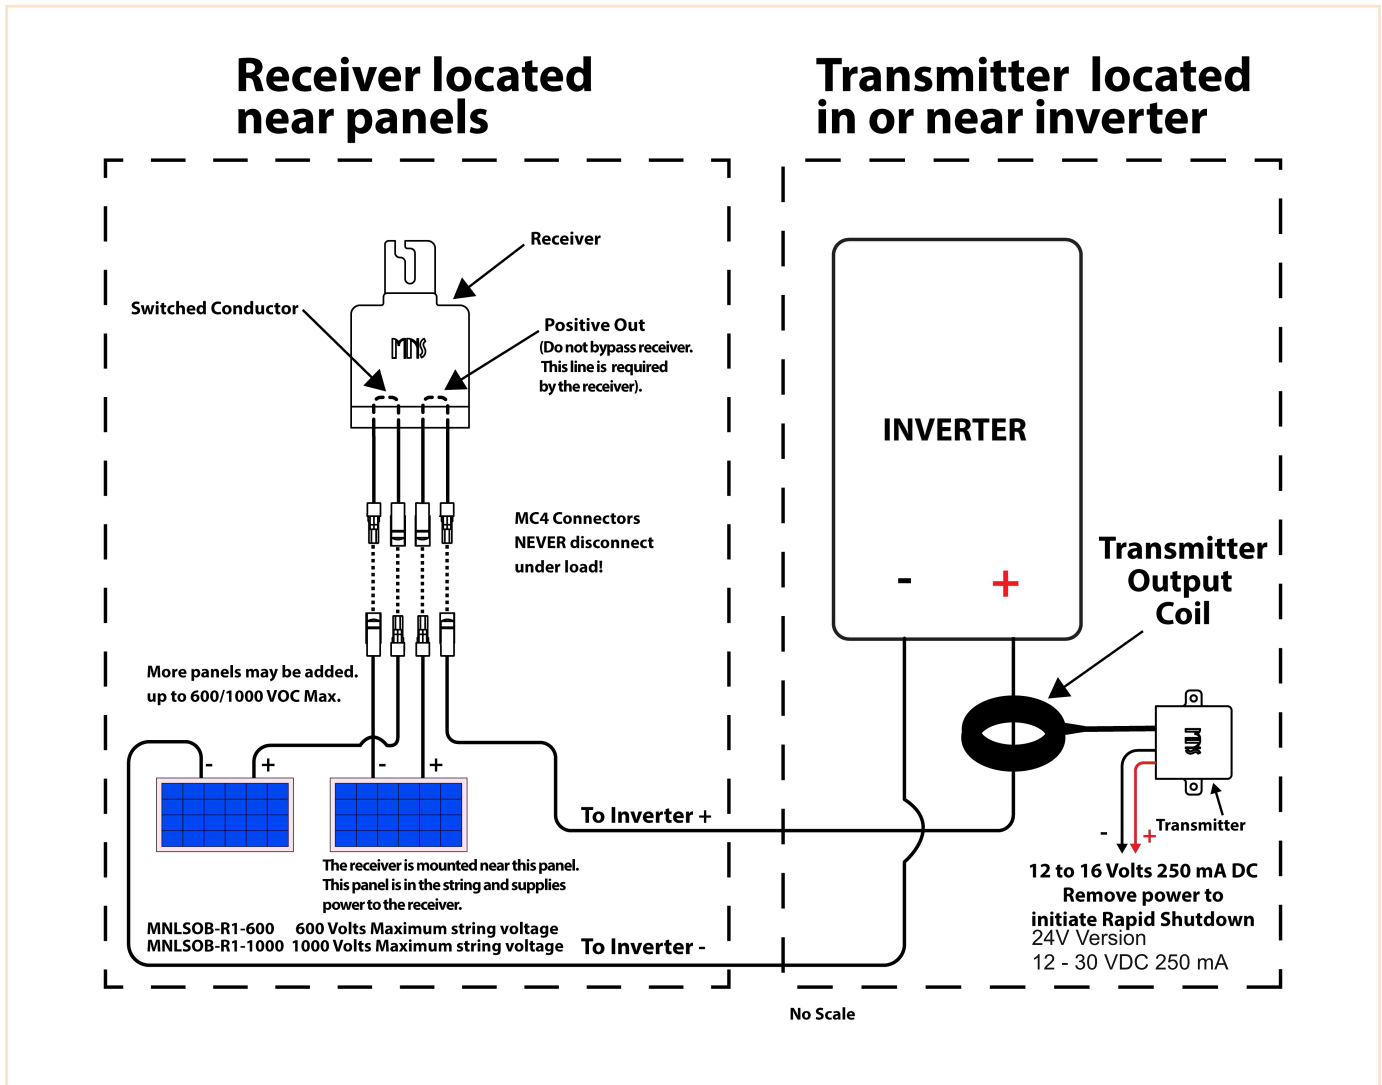 Receiver located
near panels
Transmitter located
in or near inverter
Receiver
Switched Conductor
Positive Out
(Do not bypass receiver.
This line is required
by the receiver).
MNS
INVERTER
MC4 Connectors
NEVER disconnect
under load!
- +
Transmitter
Output
Coil
More panels may be added.
up to 600/1000 VOC Max.
MNS
- +
- +
To Inverter +
Transmitter
- +
The receiver is mounted near this panel.
This panel is in the string and supplies
power to the receiver.
12 to 16 Volts 250 mA DC
Remove power to
initiate Rapid Shutdown
24V Version
12 - 30 VDC 250 mA
MNLSOB-R1-600 600 Volts Maximum string voltage
MNLSOB-R1-1000 1000 Volts Maximum string voltage
To Inverter -
No Scale